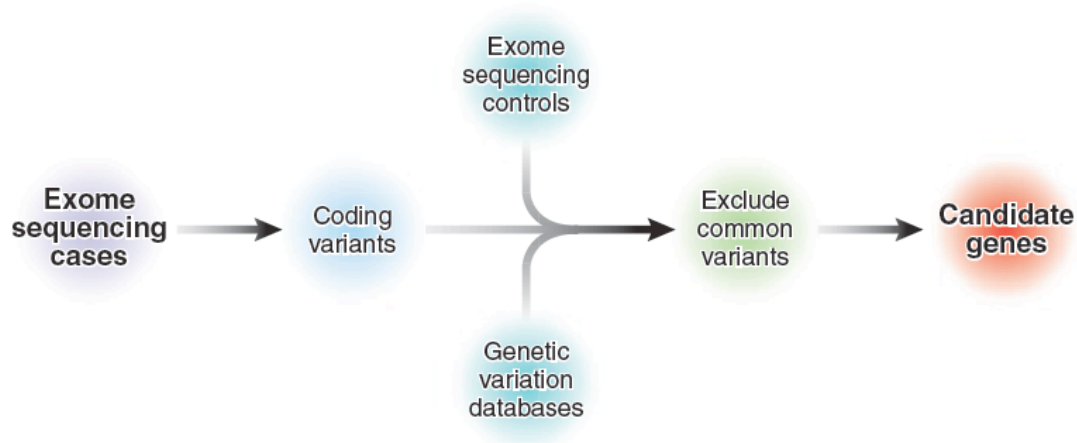 Exome
sequencing
controls
Exome
sequencing
cases
Coding
variants
Exclude
common
variants
Candidate
genes
Genetic
variation
databases